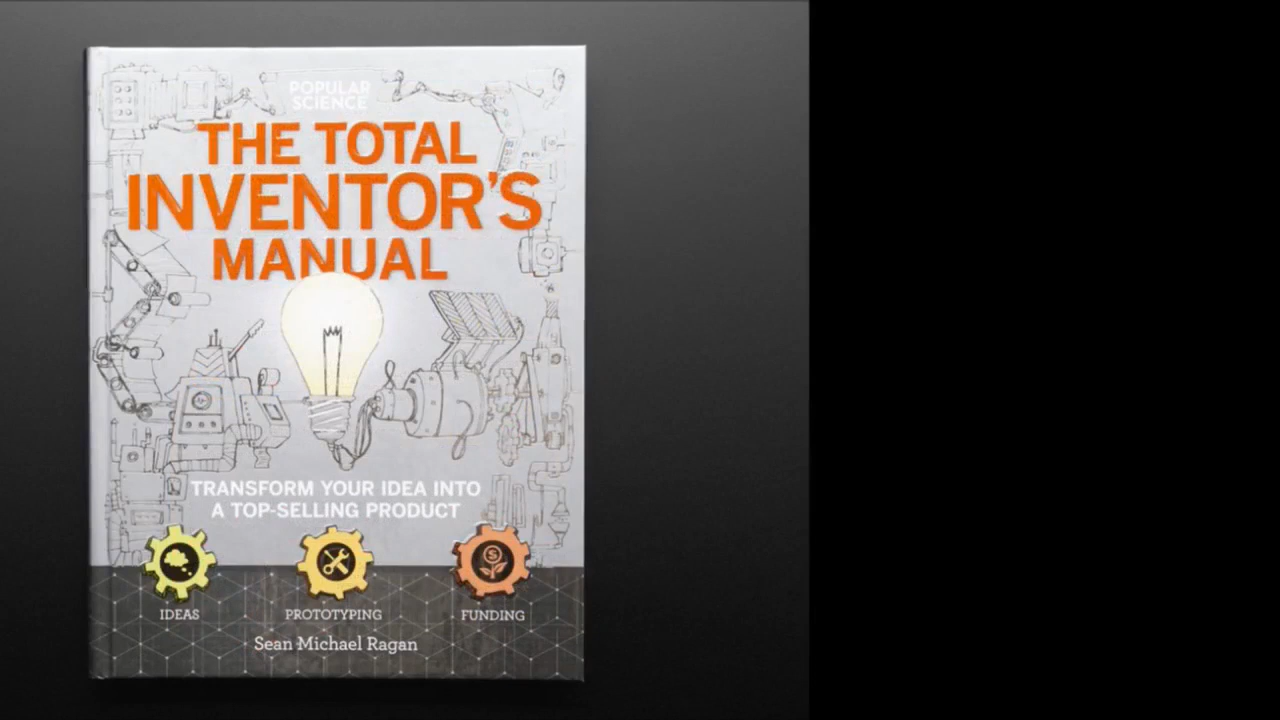 POPULAR
SCIENCE
THE TOTAL
INVENTOR'S
MANUAL
TRANSFORM YOUR IDEA INTO
A TOP-SELLING PRODUCT
IDEAS
PROTOTYPING
FUNDING
Sean Michael Ragan